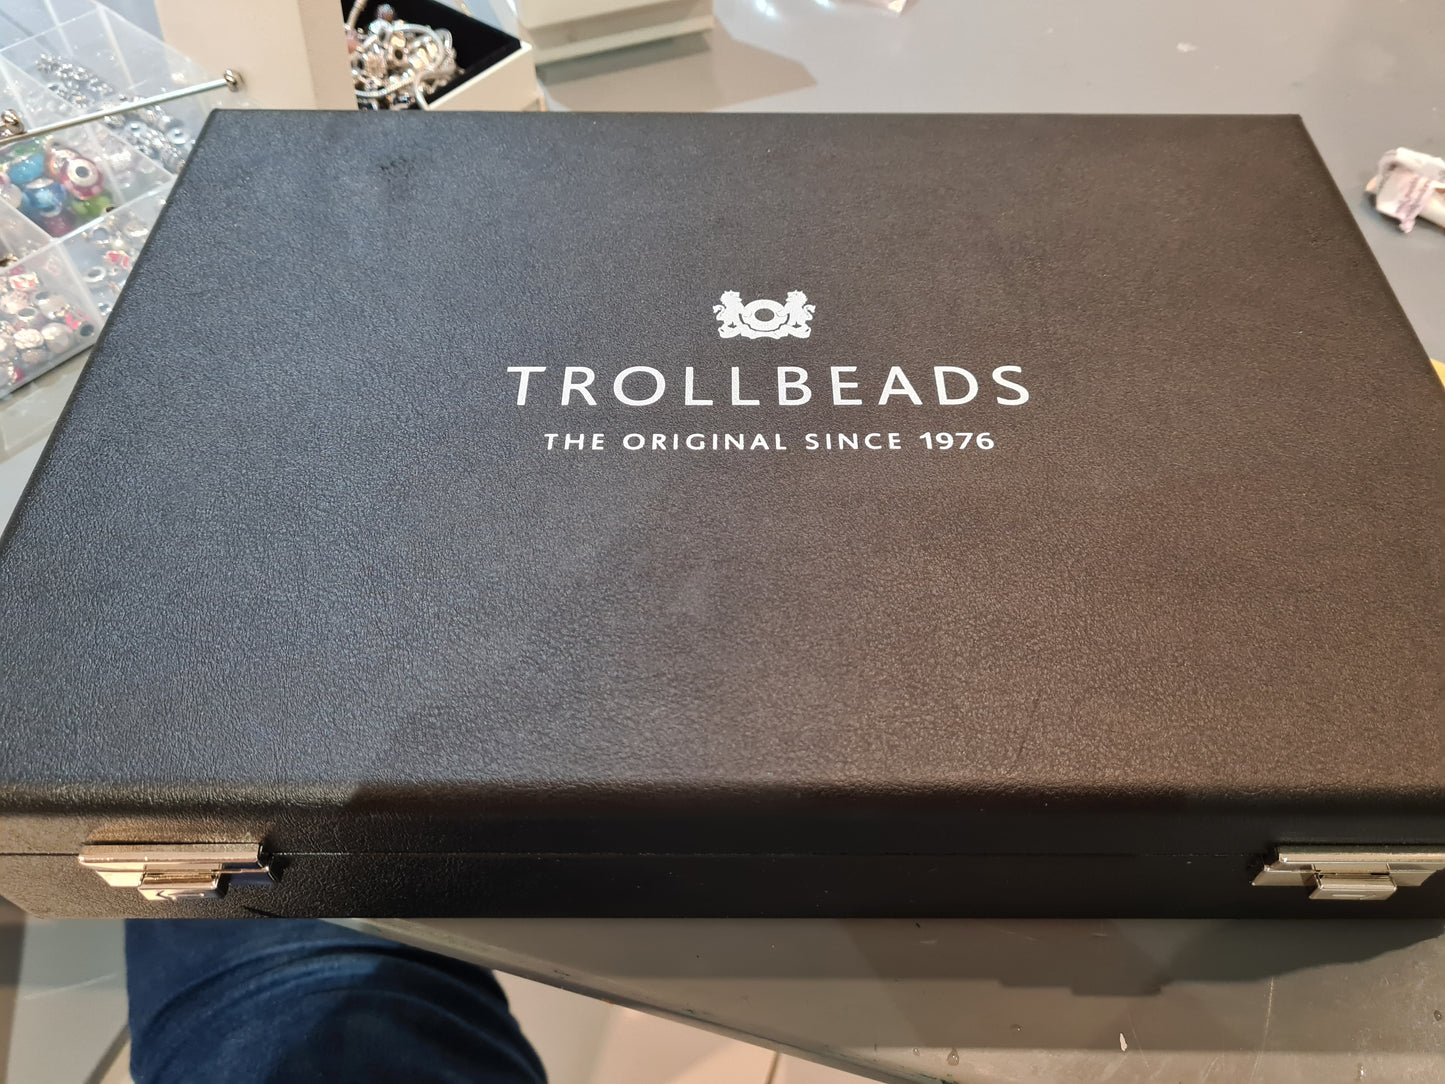 TROLLBEADS
THE ORIGINAL SINCE 1976